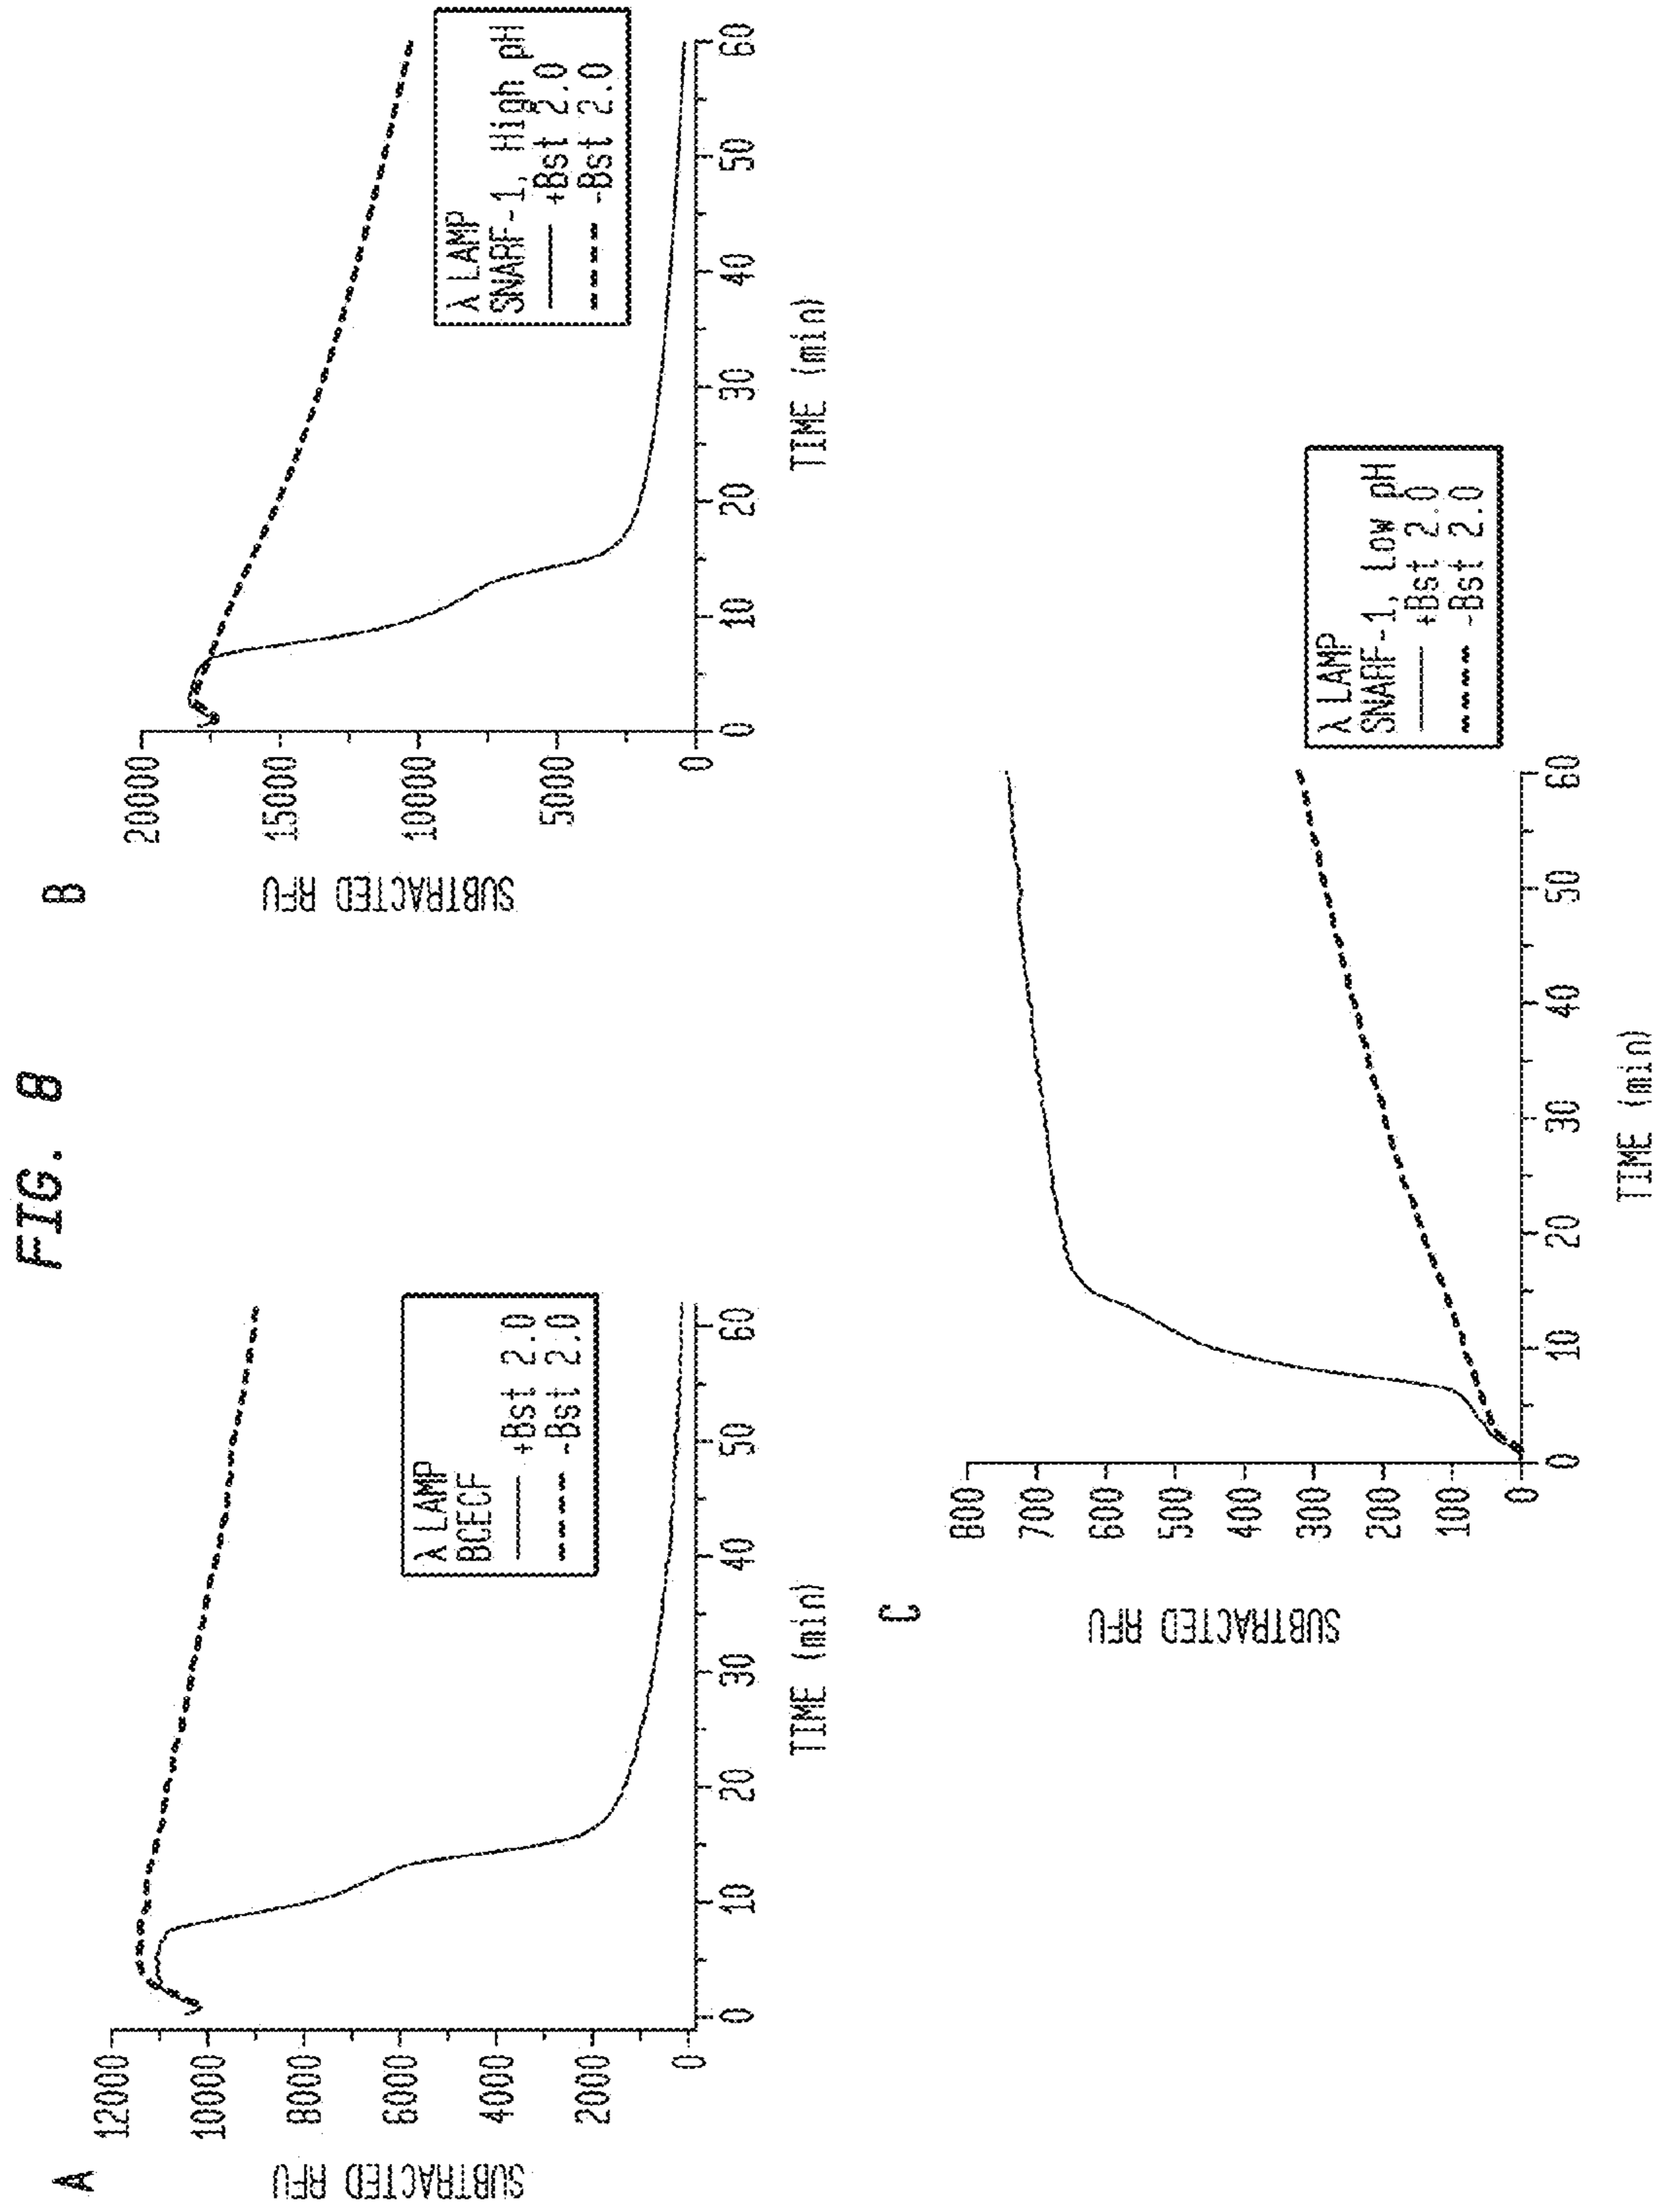 FIG. 8
A
SUBTRACTED RFU
12000
10000
8000
6000
4000
2000
0
0 10 20 30 40 50 60
TIME (min)
λ LAMP
BCECF
+Bst 2.0
-Bst 2.0
B
SUBTRACTED RFU
20000
15000
10000
5000
0
0 10 20 30 40 50 60
TIME (min)
λ LAMP
SNARF-1, High pH
+Bst 2.0
-Bst 2.0
C
SUBTRACTED RFU
800
700
600
500
400
300
200
100
0
0 10 20 30 40 50 60
TIME (min)
λ LAMP
SNARF-1, Low pH
+Bst 2.0
-Bst 2.0